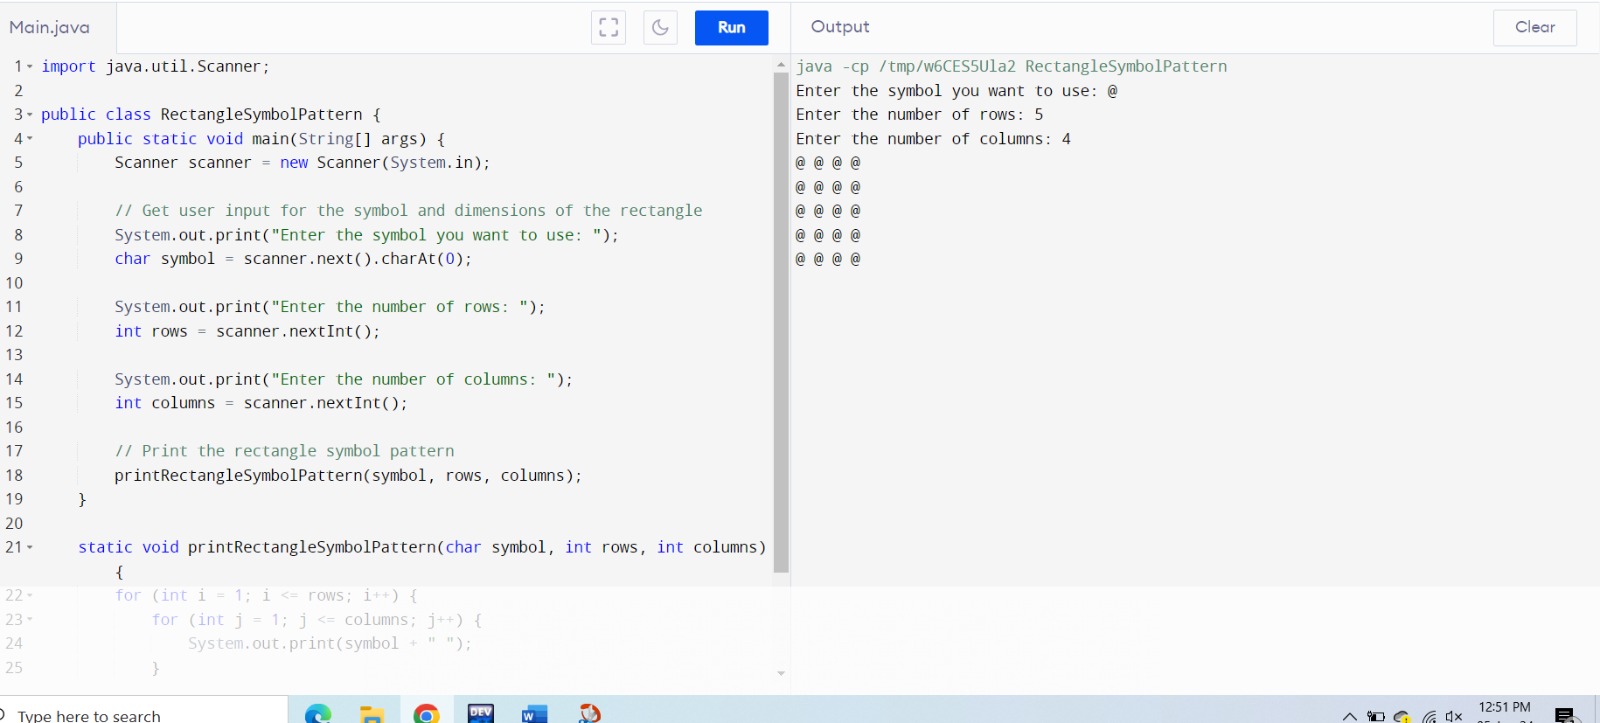 Main.java
Run
Output
Clear
1 import java.util.Scanner;
2
3 public class RectangleSymbolPattern {
4 public static void main(String[] args) {
5 Scanner scanner = new Scanner(System.in);
6
7 // Get user input for the symbol and dimensions of the rectangle
8 System.out.print("Enter the symbol you want to use: ");
9 char symbol = scanner.next().charAt(0);
10
11 System.out.print("Enter the number of rows: ");
12 int rows = scanner.nextInt();
13
14 System.out.print("Enter the number of columns: ");
15 int columns = scanner.nextInt();
16
17 // Print the rectangle symbol pattern
18 printRectangleSymbolPattern(symbol, rows, columns);
19 }
20
21 static void printRectangleSymbolPattern(char symbol, int rows, int columns)
{
22 for (int i = 1; i <= rows; i++) {
23 for (int j = 1; j <= columns; j++) {
24 System.out.print(symbol + " ");
25 }
java -cp /tmp/w6CES5Ula2 RectangleSymbolPattern
Enter the symbol you want to use: @
Enter the number of rows: 5
Enter the number of columns: 4
@ @ @ @
@ @ @ @
@ @ @ @
@ @ @ @
@ @ @ @
Type here to search
DEV
W
12:51 PM